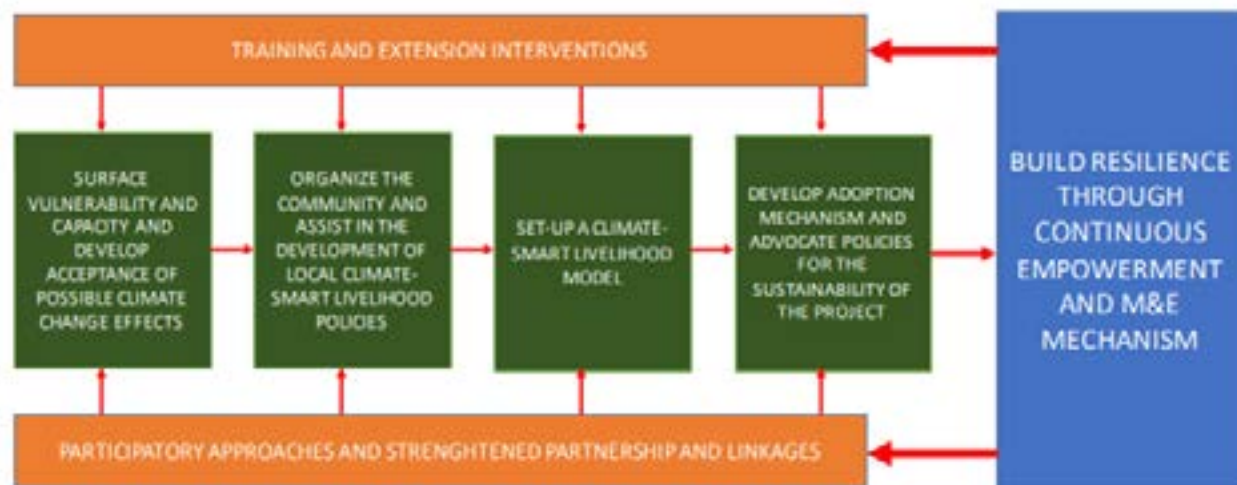 TRAINING AND EXTENSION INTERVENTIONS
SURFACE
VULNERABILITY AND
CAPACITY AND
DEVELOP
ACCEPTANCE OF
POSSIBLE CLIMATE
CHANGE EFFECTS
ORGANIZE THE
COMMUNITY AND
ASSIST IN THE
DEVELOPMENT OF
LOCAL CLIMATE-
SMART LIVELIHOOD
POLICIES
SET-UP A CLIMATE-
SMART LIVELIHOOD
MODEL
DEVELOP ADOPTION
MECHANISM AND
ADVOCATE POLICIES
FOR THE
SUSTAINABILITY OF
THE PROJECT
BUILD RESILIENCE
THROUGH
CONTINUOUS
EMPOWERMENT
AND M&E
MECHANISM
PARTICIPATORY APPROACHES AND STRENGHTENED PARTNERSHIP AND LINKAGES